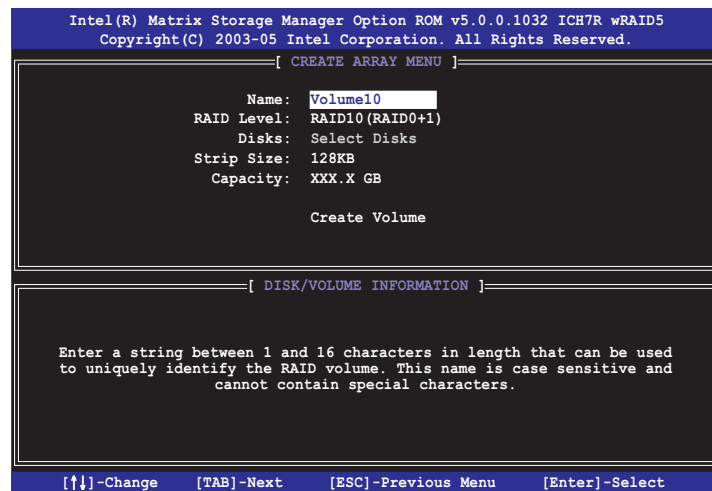 Intel(R) Matrix Storage Manager Option ROM v5.0.0.1032 ICH7R wRAID5
Copyright(C) 2003-05 Intel Corporation. All Rights Reserved.
[ CREATE ARRAY MENU ]
Name: Volume10
RAID Level: RAID10(RAID0+1)
Disks: Select Disks
Strip Size: 128KB
Capacity: XXX.X GB
Create Volume
[ DISK/VOLUME INFORMATION ]
Enter a string between 1 and 16 characters in length that can be used
to uniquely identify the RAID volume. This name is case sensitive and
cannot contain special characters.
[↑↓]-Change [TAB]-Next [ESC]-Previous Menu [Enter]-Select